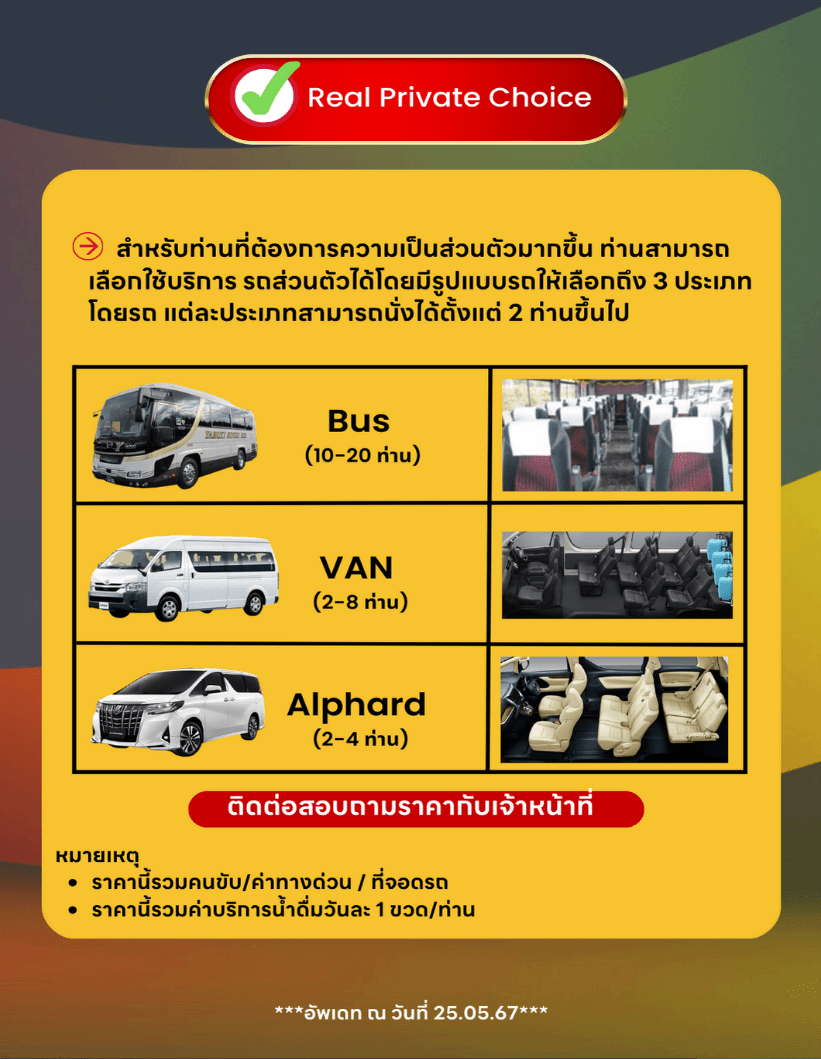 Real Private Choice
สำหรับท่านที่ต้องการความเป็นส่วนตัวมากขึ้น ท่านสามารถ
เลือกใช้บริการ รถส่วนตัวได้โดยมีรูปแบบรถให้เลือกถึง 3 ประเภท
โดยรถ แต่ละประเภทสามารถนั่งได้ตั้งแต่ 2 ท่านขึ้นไป
Bus
(10-20 ท่าน)
VAN
(2-8 ท่าน)
Alphard
(2-4 ท่าน)
ติดต่อสอบถามราคากับเจ้าหน้าที่
หมายเหตุ
• ราคานี้รวมคนขับ/ค่าทางด่วน / ที่จอดรถ
• ราคานี้รวมค่าบริการน้ำดื่มวันละ 1 ขวด/ท่าน
***อัพเดท ณ วันที่ 25.05.67***